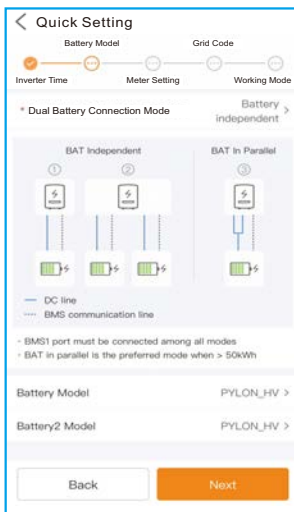 Quick Setting
Battery Model Grid Code
Inverter Time Meter Setting Working Mode
* Dual Battery Connection Mode Battery independent >
BAT Independent BAT In Parallel
① ② ③
DC line
BMS communication line
- BMS1 port must be connected among all modes
- BAT in parallel is the preferred mode when > 50kWh
Battery Model PYLON_HV >
Battery2 Model PYLON_HV >
Back Next